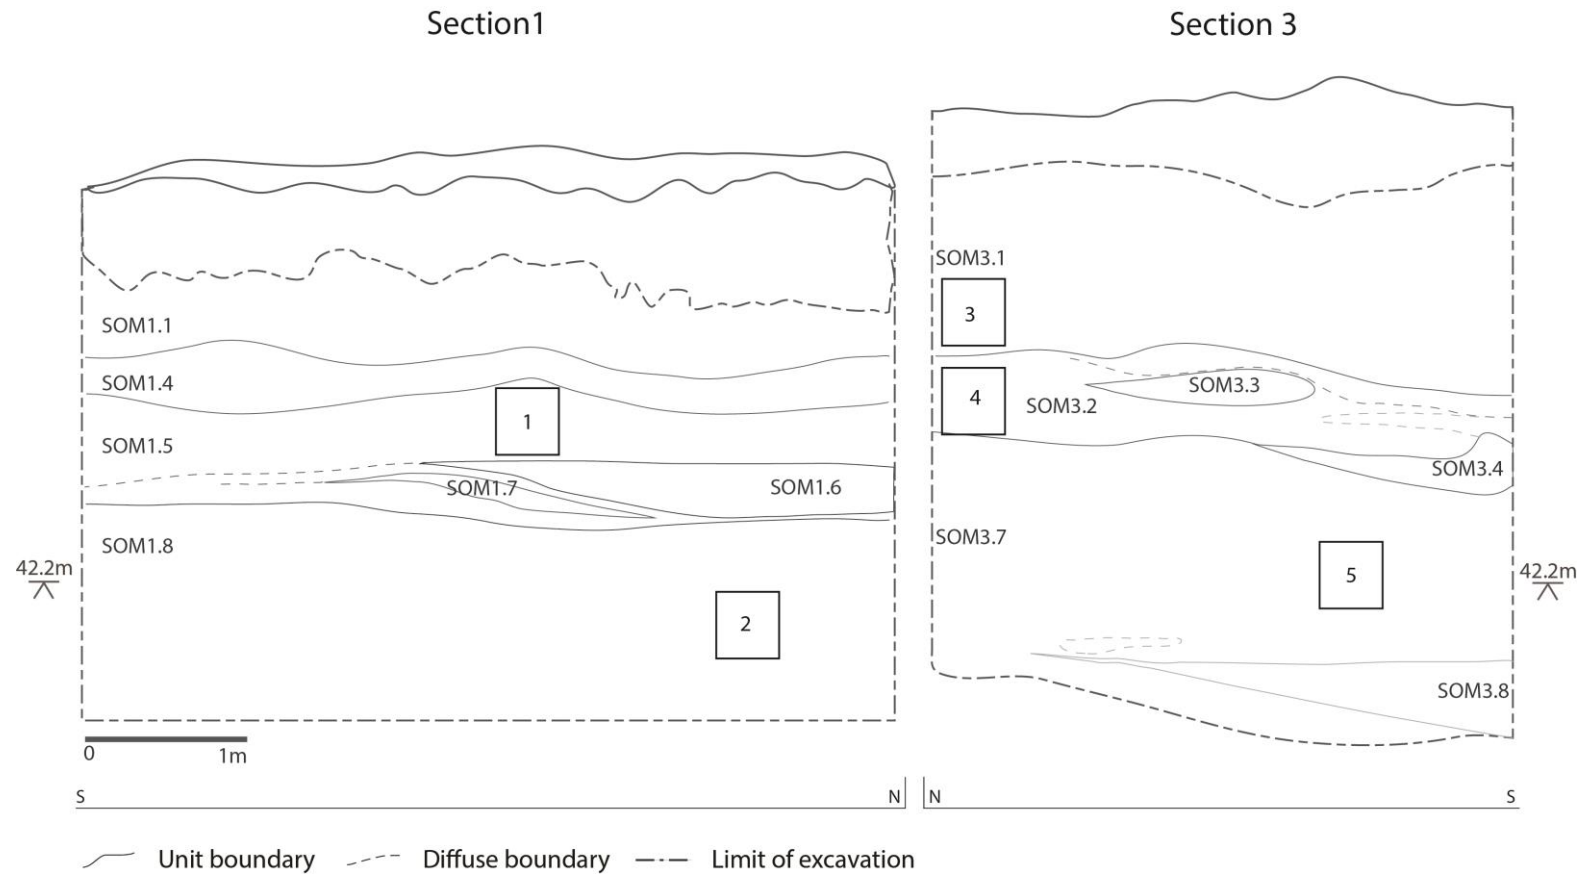 Section1
Section 3
SOM1.1
SOM1.4
SOM1.5
1
SOM1.7
SOM1.6
SOM1.8
42.2m
2
0
1m
S
N
SOM3.1
3
4
SOM3.2
SOM3.3
SOM3.4
SOM3.7
5
42.2m
SOM3.8
N
S
Unit boundary
Diffuse boundary
Limit of excavation